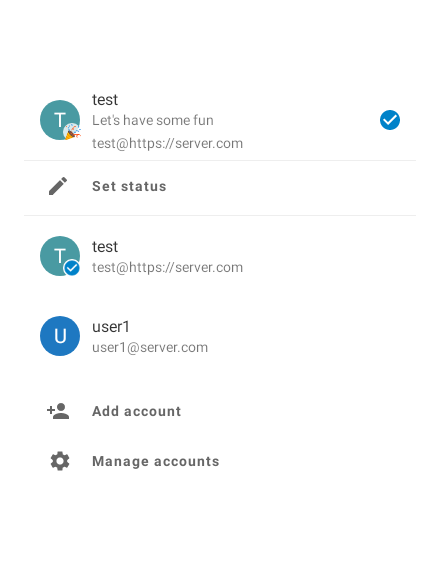 T
test
Let's have some fun
test@https://server.com
Set status
T
test
test@https://server.com
U
user1
user1@server.com
Add account
Manage accounts